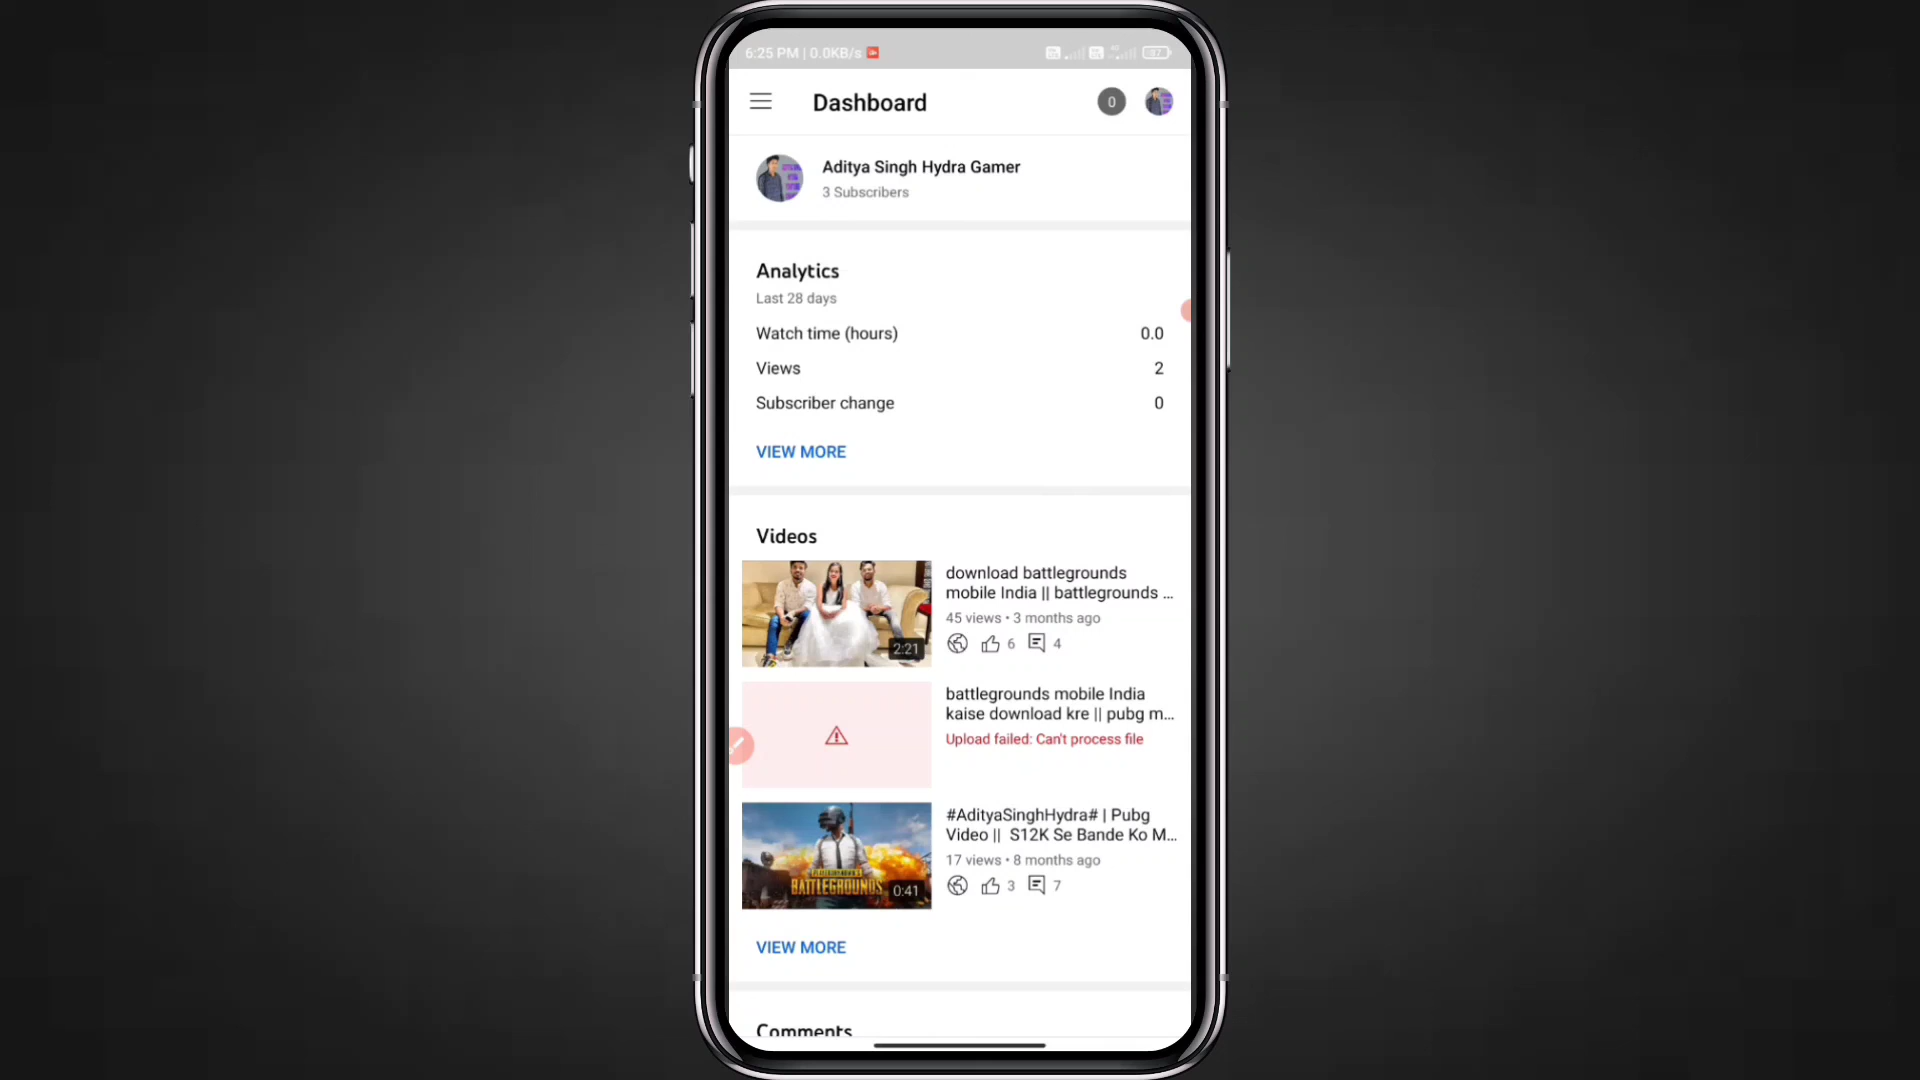 6:25 PM | 0.0KB/s
4G
37
Dashboard
0
Aditya Singh Hydra Gamer
3 Subscribers
Analytics
Last 28 days
Watch time (hours)
0.0
Views
2
Subscriber change
0
VIEW MORE
Videos
2:21
download battlegrounds
mobile India || battlegrounds ...
45 views • 3 months ago
6
4
battlegrounds mobile India
kaise download kre || pubg m...
Upload failed: Can't process file
BATTLEGROUNDS
0:41
#AdityaSinghHydra# | Pubg
Video || S12K Se Bande Ko M...
17 views • 8 months ago
3
7
VIEW MORE
Comments